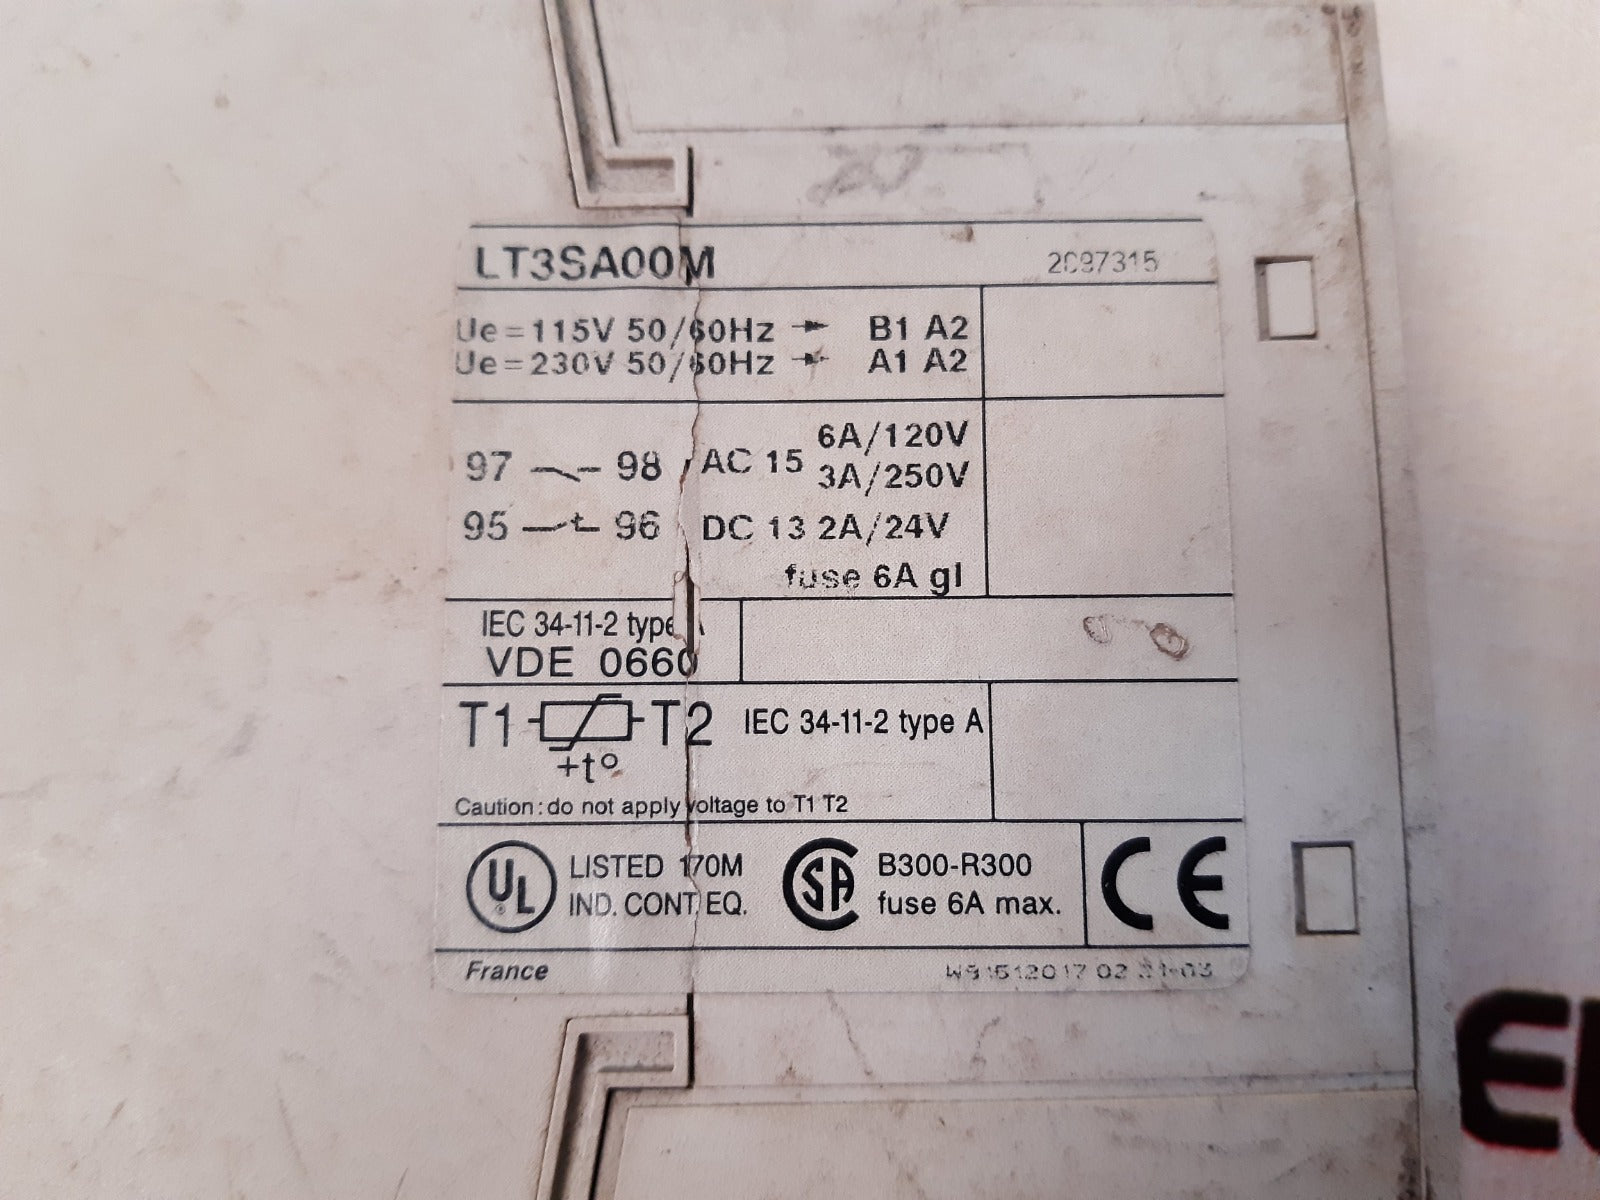 LT3SA00M 2C97315
Ue=115V 50/60Hz → B1 A2
Ue=230V 50/60Hz → A1 A2
97 98 AC 15 6A/120V
3A/250V
95 96 DC 13 2A/24V
fuse 6A gl
IEC 34-11-2 type A
VDE 0660
T1 T2 IEC 34-11-2 type A
+t°
Caution: do not apply voltage to T1 T2
UL LISTED 170M
IND. CONT. EQ.
SA B300-R300
fuse 6A max.
CE
France